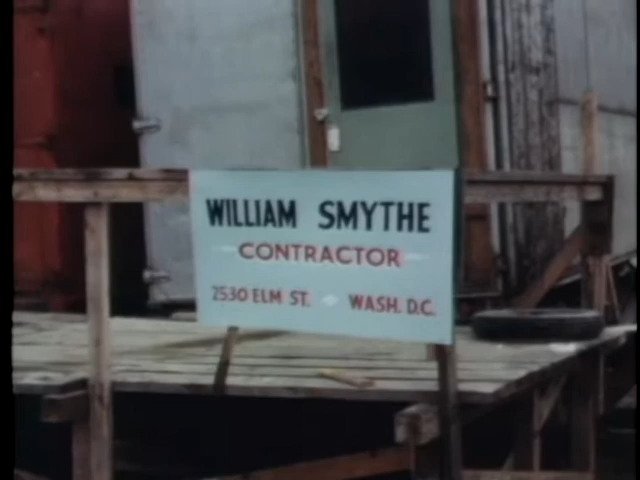 WILLIAM SMYTHE
CONTRACTOR
2530 ELM ST. - WASH. D.C.